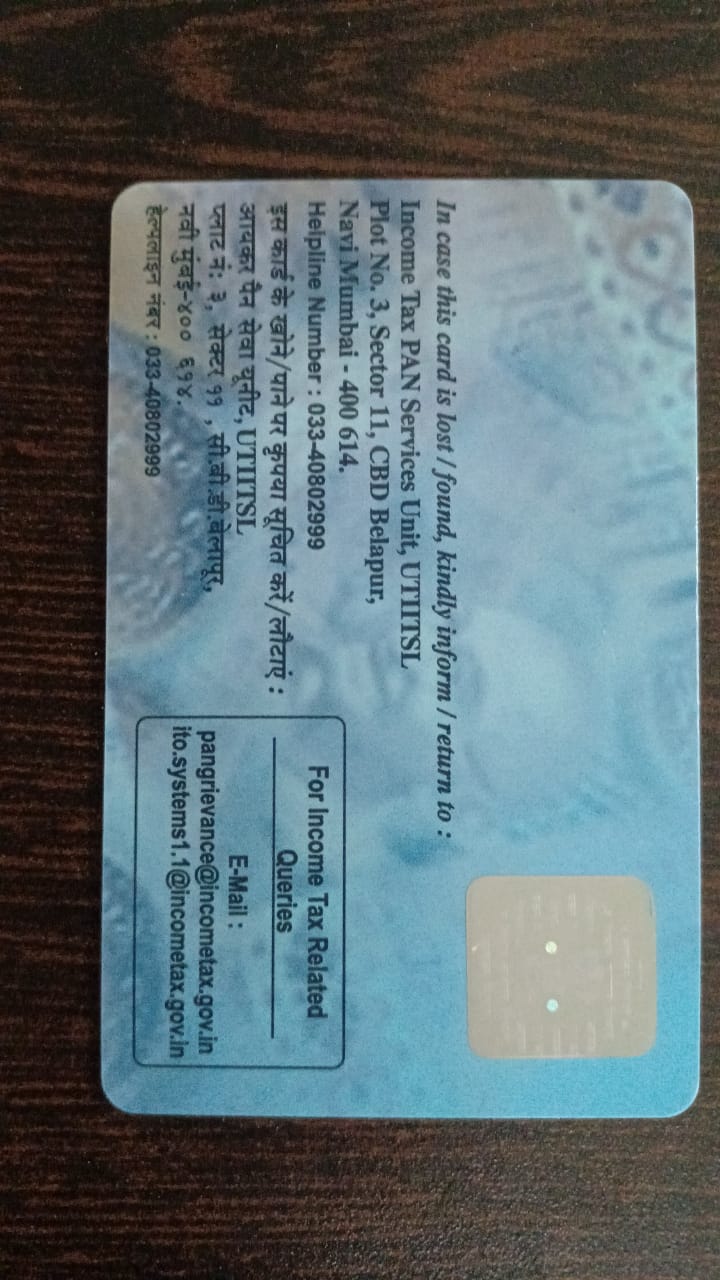 In case this card is lost / found, kindly inform / return to :
Income Tax PAN Services Unit, UTIITSL
Plot No. 3, Sector 11, CBD Belapur,
Navi Mumbai - 400 614.
Helpline Number : 033-40802999
इस कार्ड के खोने/पाने पर कृपया सूचित करें/लौटाएं :
आयकर पैन सेवा यूनीट, UTIITSL
प्लाट नं: ३, सेक्टर ११ , सी.बी.डी.बेलापूर,
नवी मुंबई-४०० ६१४.
हेल्पलाइन नंबर : 033-40802999
For Income Tax Related
Queries
E-Mail :
pangrievance@incometax.gov.in
ito.systems1.1@incometax.gov.in